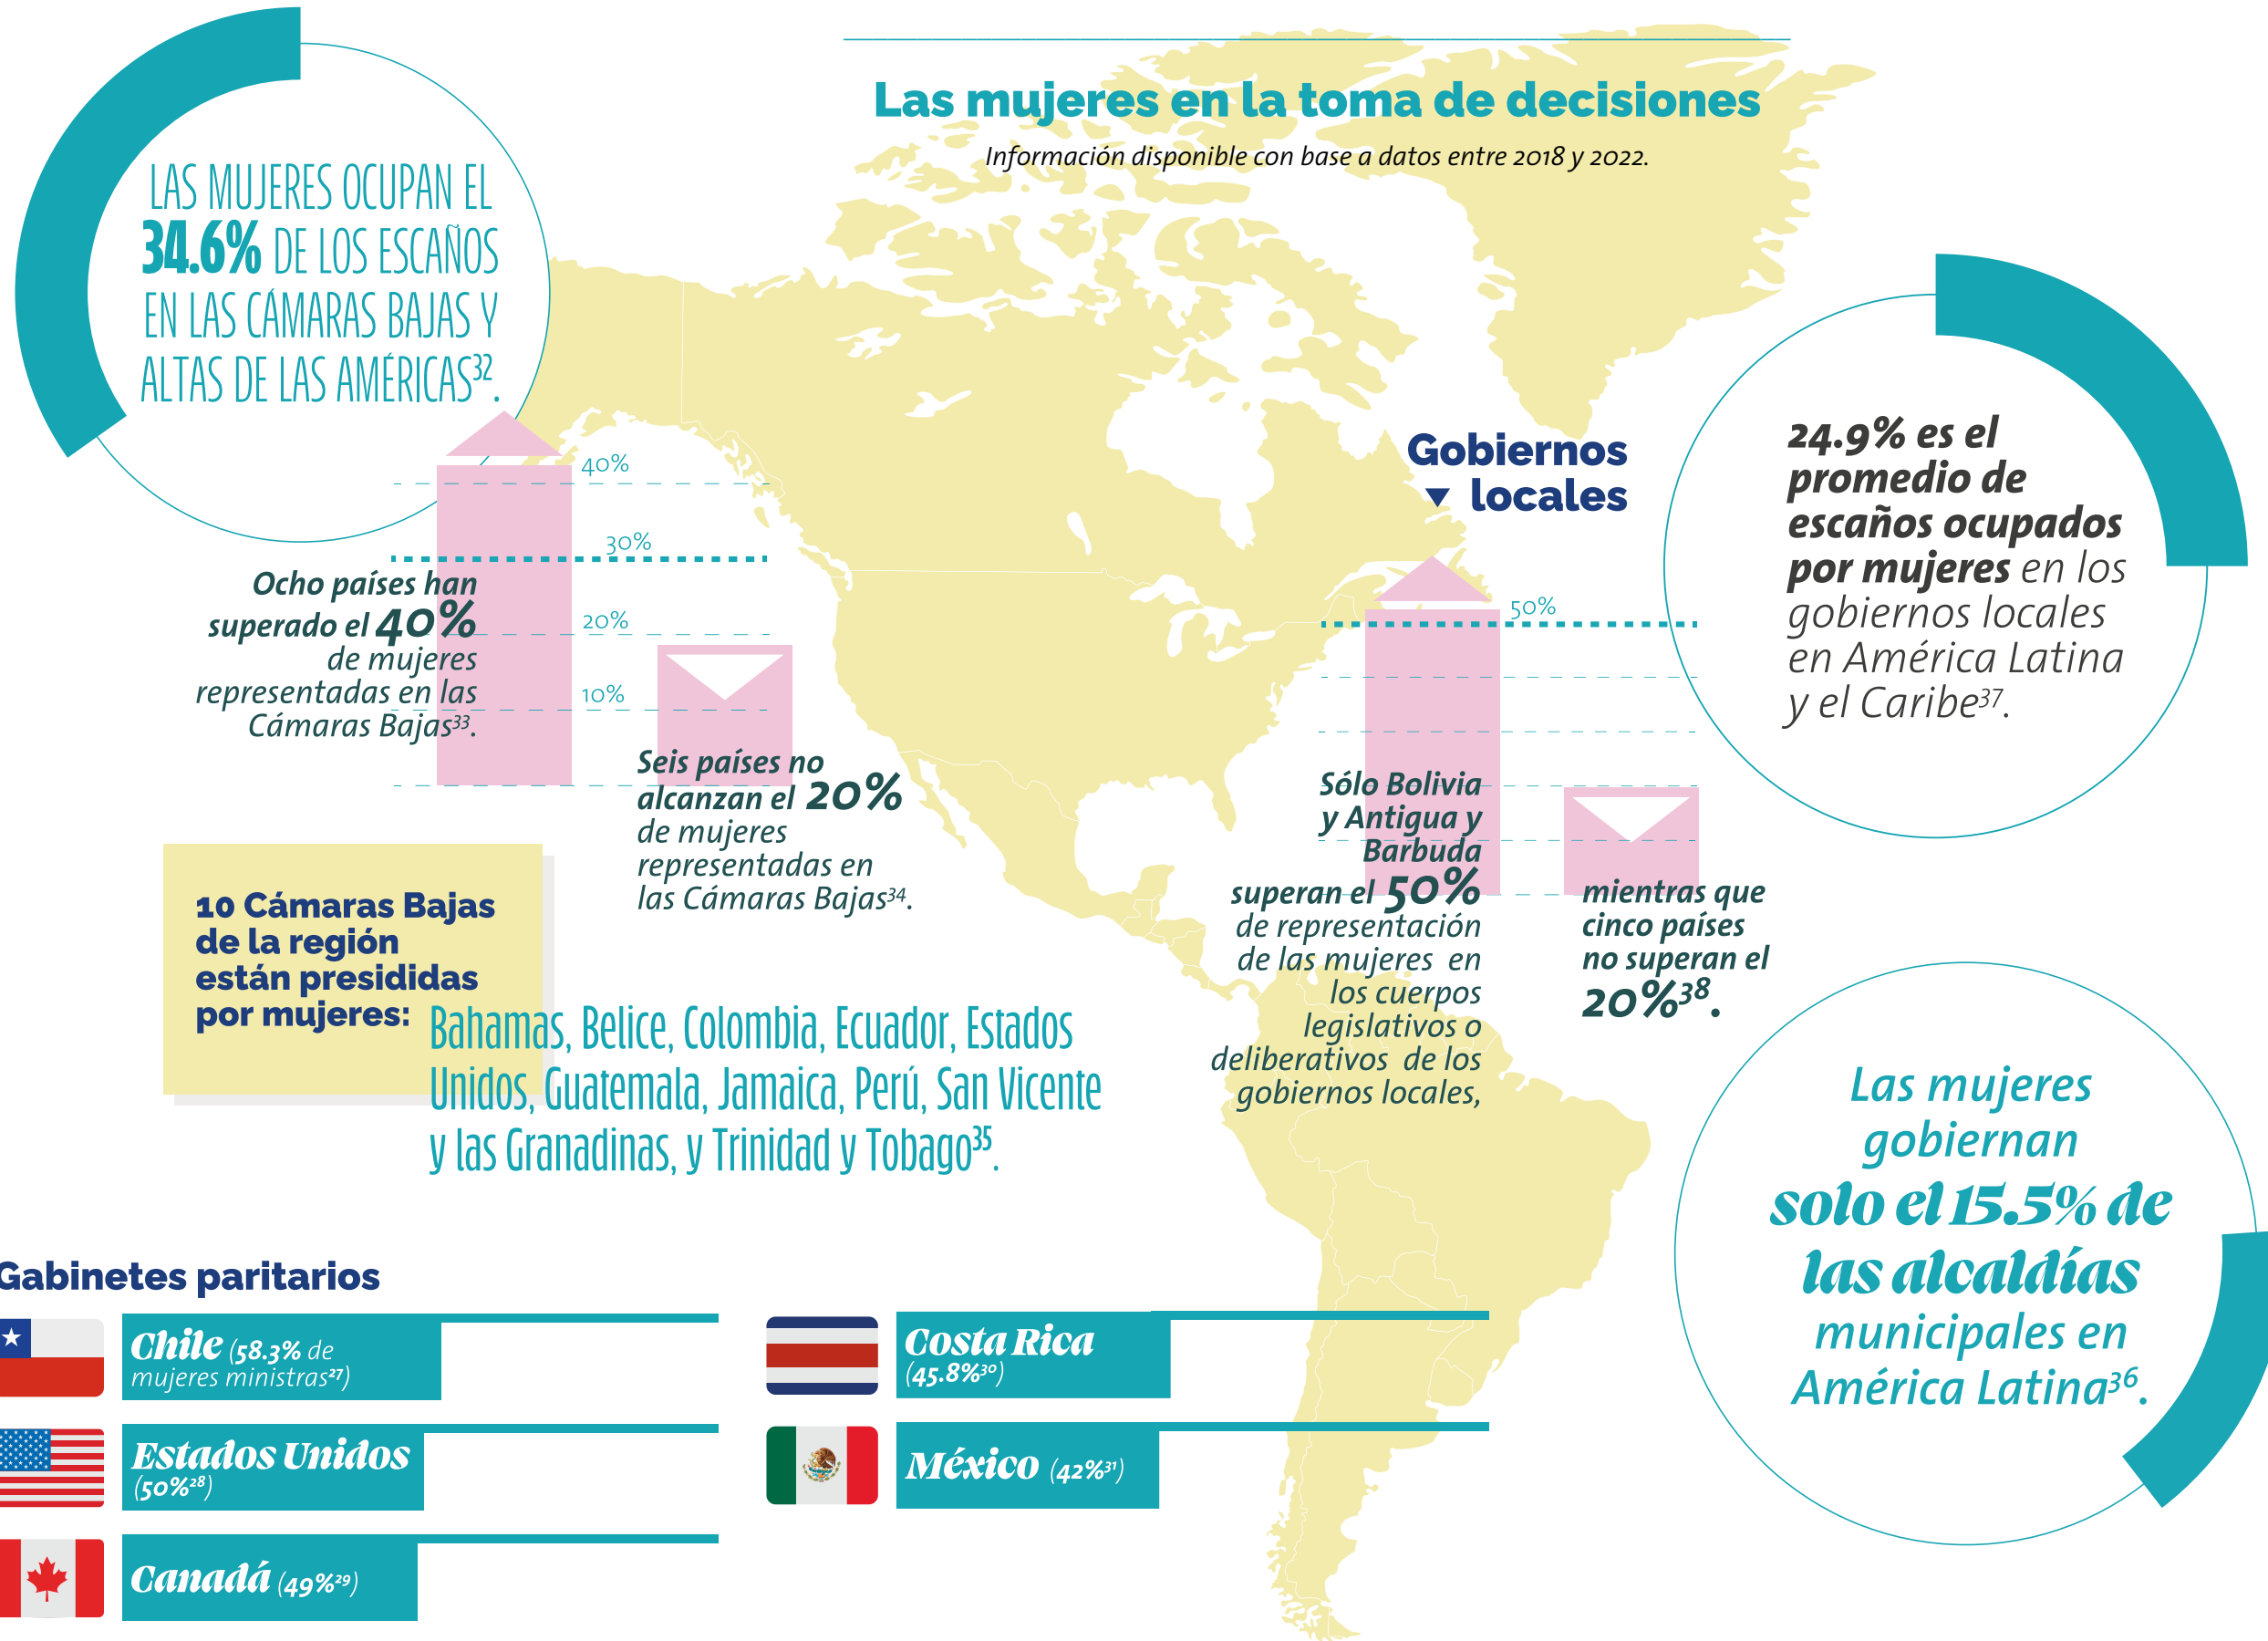 Las mujeres en la toma de decisiones
Información disponible con base a datos entre 2018 y 2022.
LAS MUJERES OCUPAN EL
34.6% DE LOS ESCAÑOS
EN LAS CÁMARAS BAJAS Y
ALTAS DE LAS AMÉRICAS32.
40%
30%
20%
10%
Ocho países han
superado el 40%
de mujeres
representadas en las
Cámaras Bajas33.
Seis países no
alcanzan el 20%
de mujeres
representadas en
las Cámaras Bajas34.
10 Cámaras Bajas
de la región
están presididas
por mujeres:
Bahamas, Belice, Colombia, Ecuador, Estados
Unidos, Guatemala, Jamaica, Perú, San Vicente
y las Granadinas, y Trinidad y Tobago35.
Gobiernos
locales
50%
Sólo Bolivia
y Antigua y
Barbuda
superan el 50%
de representación
de las mujeres en
los cuerpos
legislativos o
deliberativos de los
gobiernos locales,
mientras que
cinco países
no superan el
20%38.
24.9% es el
promedio de
escaños ocupados
por mujeres en los
gobiernos locales
en América Latina
y el Caribe37.
Las mujeres
gobiernan
solo el 15.5% de
las alcaldías
municipales en
América Latina36.
Gabinetes paritarios
Chile (58.3% de
mujeres ministras27)
Estados Unidos
(50%28)
Canadá (49%29)
Costa Rica
(45.8%30)
México (42%31)